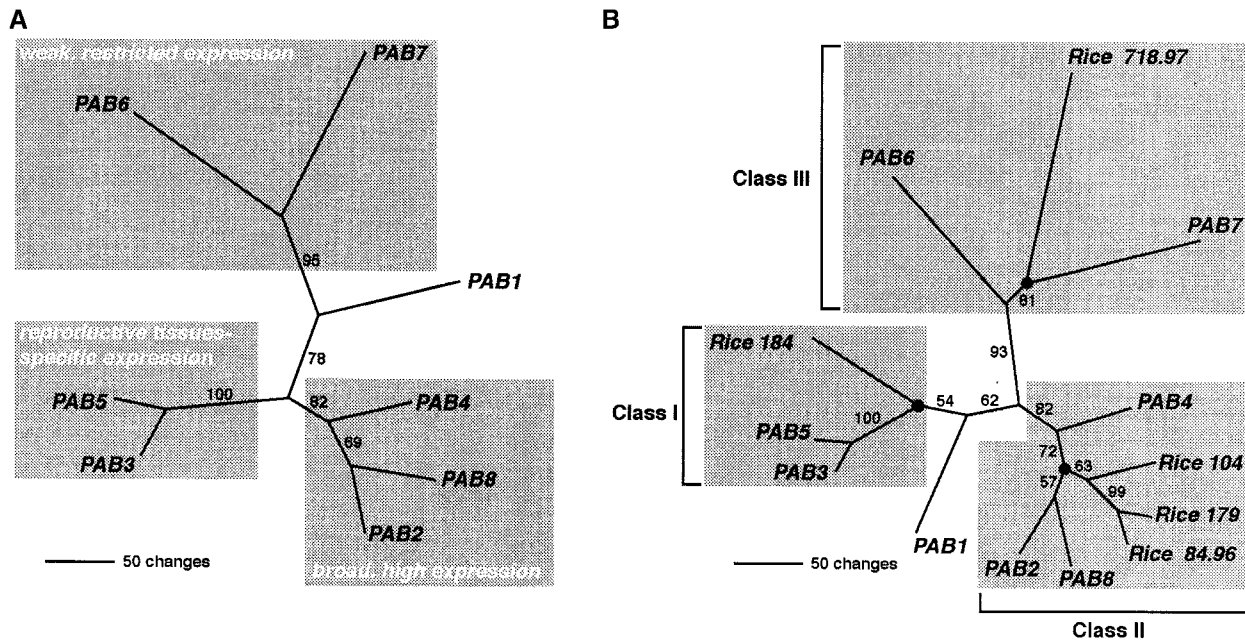 A
weak, restricted expression
PAB7
PAB6
95
PAB1
reproductive tissues-
specific expression
78
100
PAB5
82
PAB4
69
PAB3
PAB8
PAB2
50 changes
broad, high expression
B
Rice 718.97
PAB6
Class III
PAB7
81
Rice 184
93
Class I
54
62
82
PAB4
100
PAB5
72
PAB3
63
Rice 104
57
99
Rice 179
PAB1
Rice 84.96
PAB2
PAB8
50 changes
Class II